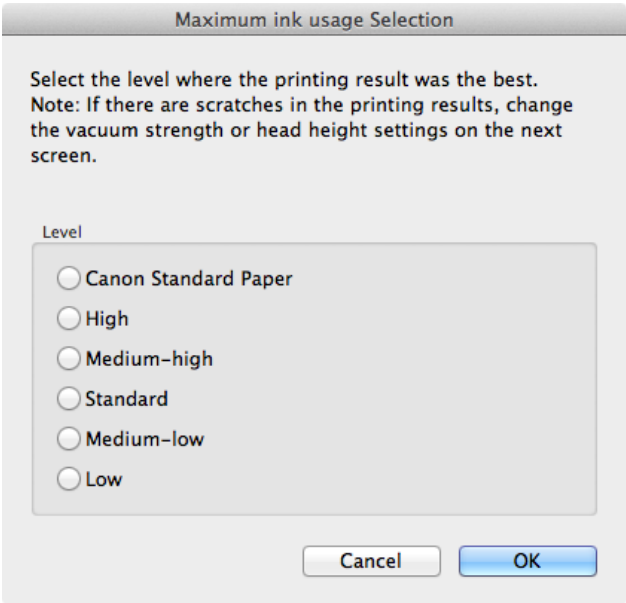 Maximum ink usage Selection
Select the level where the printing result was the best.
Note: If there are scratches in the printing results, change
the vacuum strength or head height settings on the next
screen.
Level
Canon Standard Paper
High
Medium-high
Standard
Medium-low
Low
Cancel OK